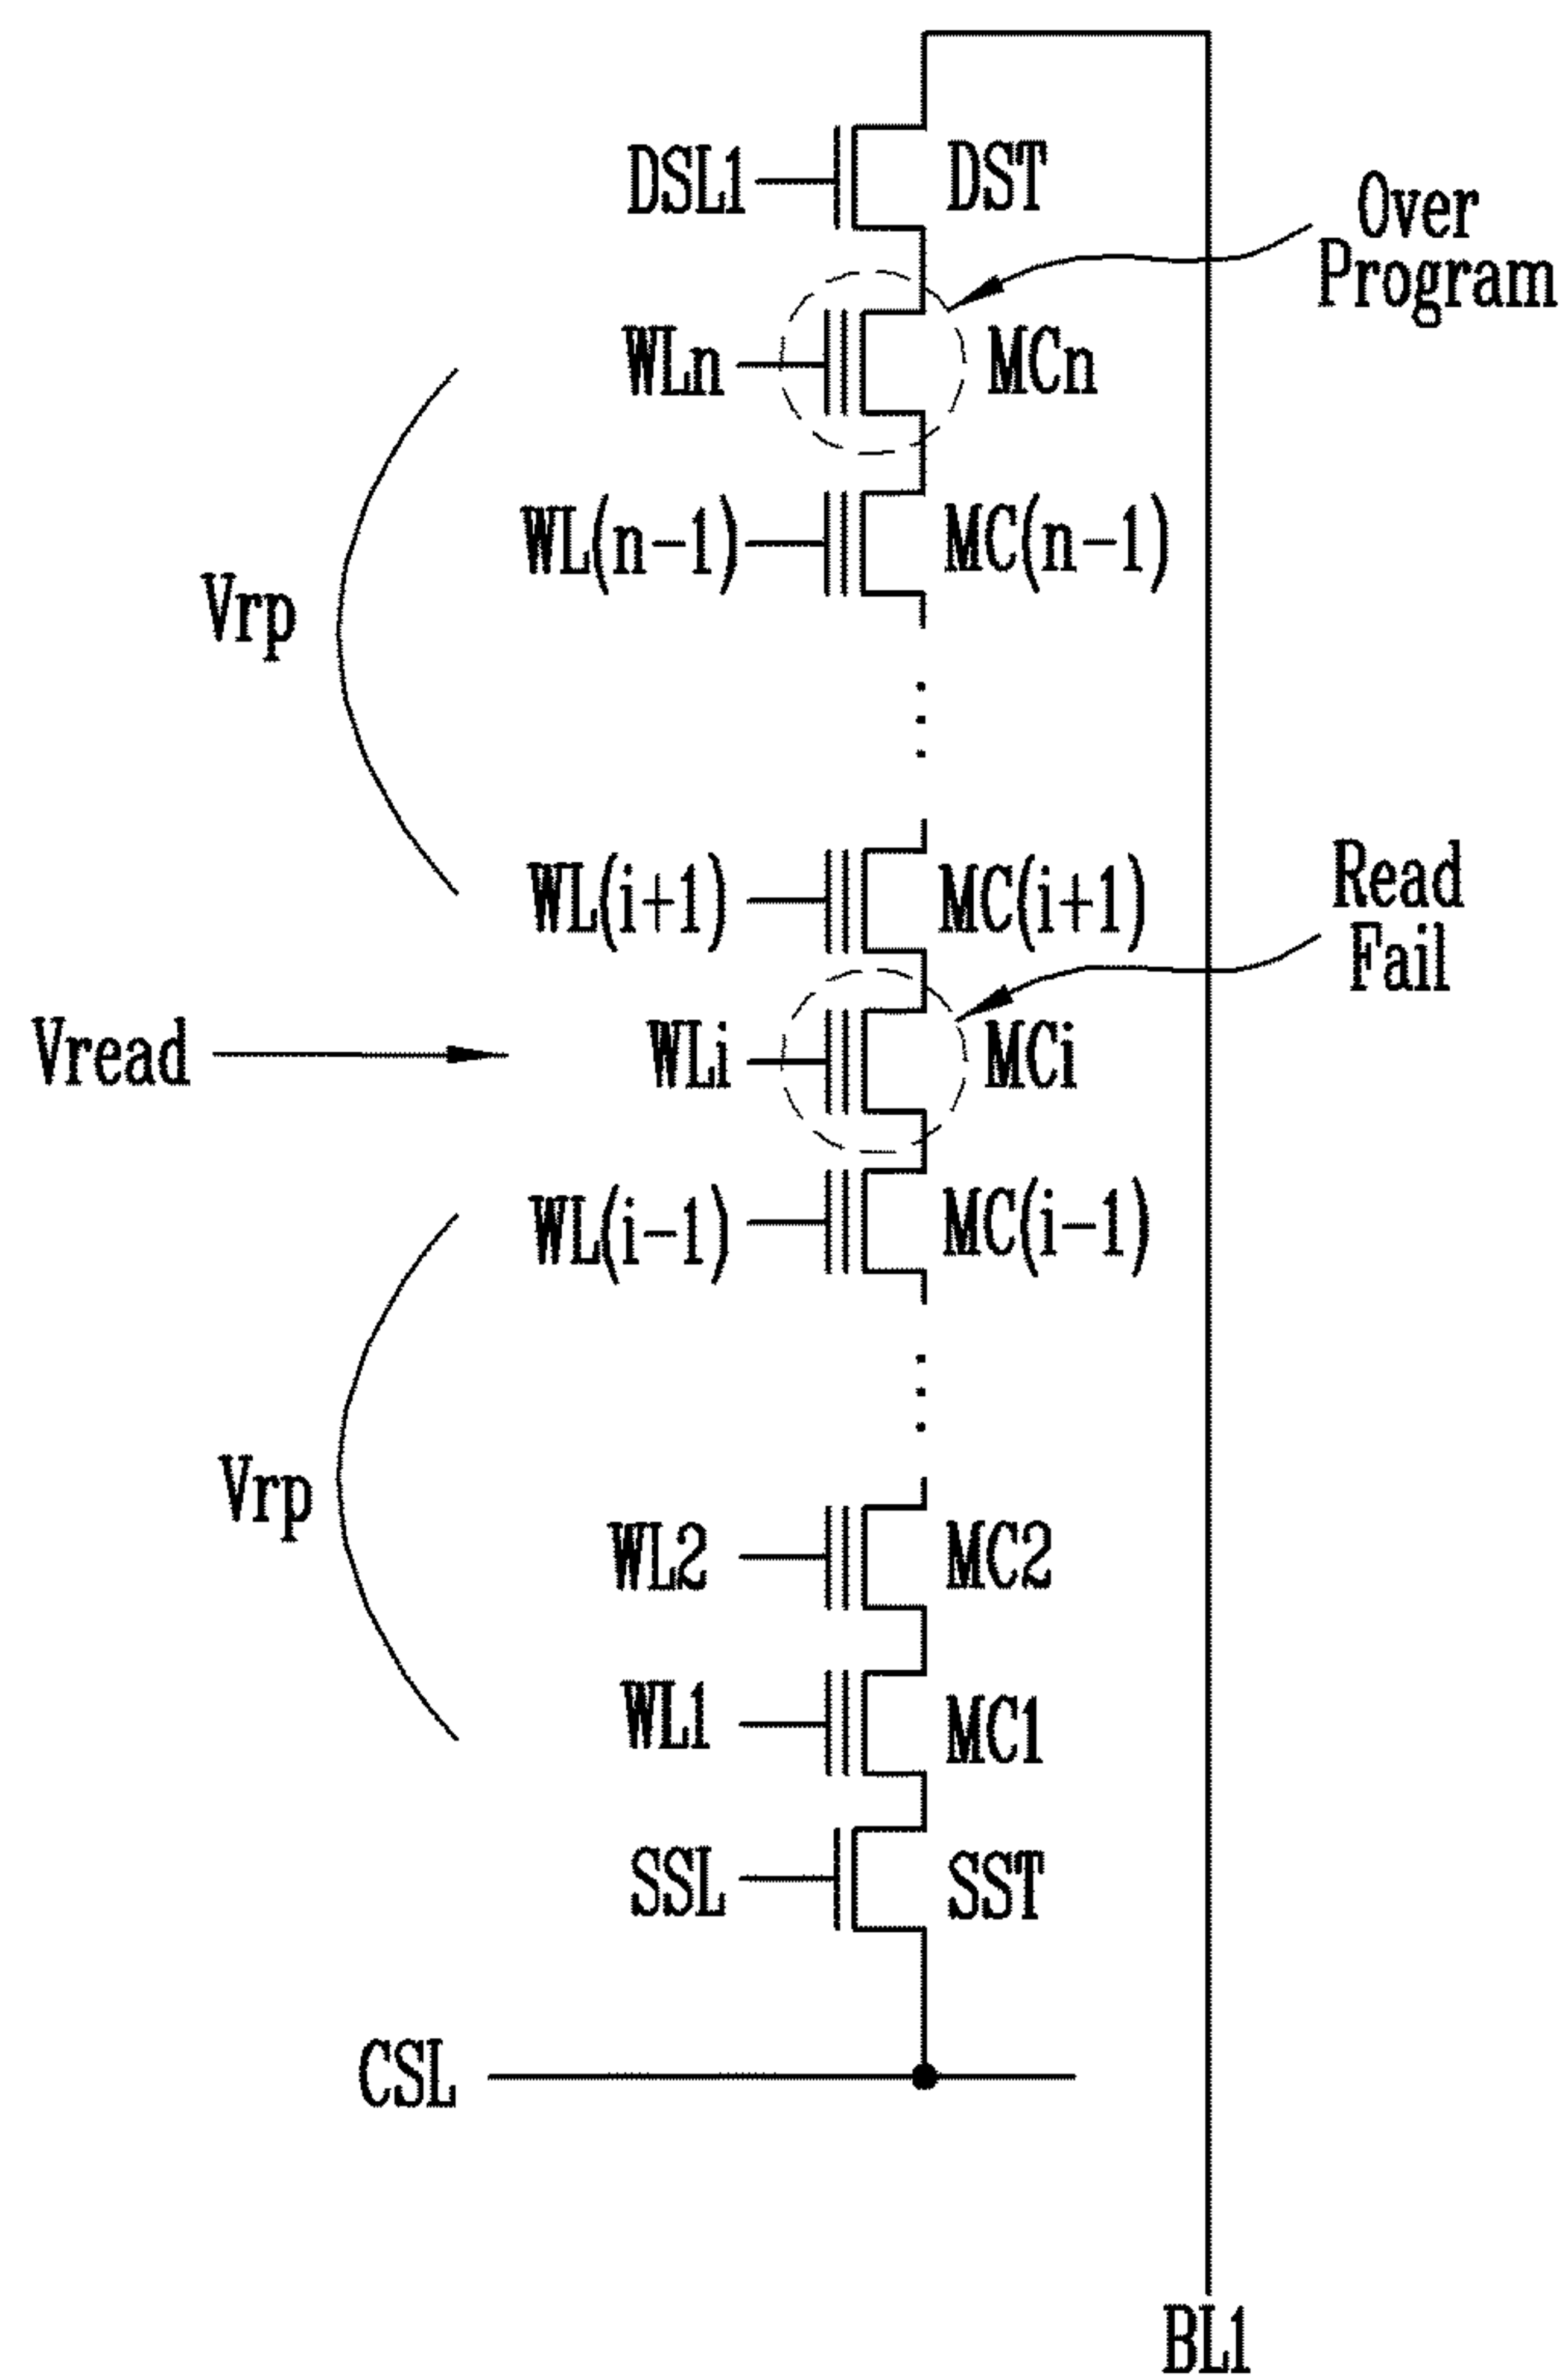 DSL1
DST
Over
Program
WLn
MCn
WL(n-1)
MC(n-1)
Vrp
WL(i+1)
MC(i+1)
Read
Fail
Vread
WLi
MCi
WL(i-1)
MC(i-1)
Vrp
WL2
MC2
WL1
MC1
SSL
SST
CSL
BL1